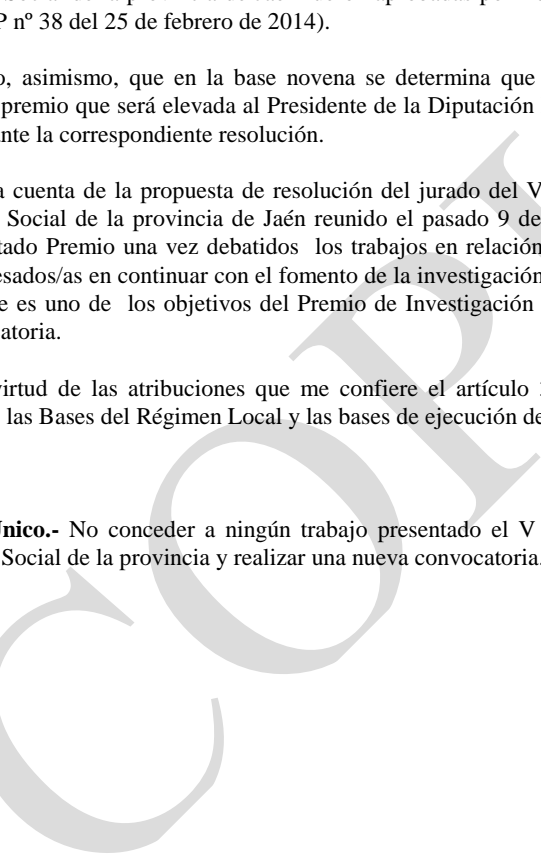 P nº 38 del 25 de febrero de 2014).
o, asimismo, que en la base novena se determina que
premio que será elevada al Presidente de la Diputación
ante la correspondiente resolución.
a cuenta de la propuesta de resolución del jurado del V
Social de la provincia de Jaén reunido el pasado 9 de
tado Premio una vez debatidos los trabajos en relación
esados/as en continuar con el fomento de la investigación
e es uno de los objetivos del Premio de Investigación
catoria.
virtud de las atribuciones que me confiere el artículo
e las Bases del Régimen Local y las bases de ejecución de
Único.- No conceder a ningún trabajo presentado el V
Social de la provincia y realizar una nueva convocatoria.
COPI